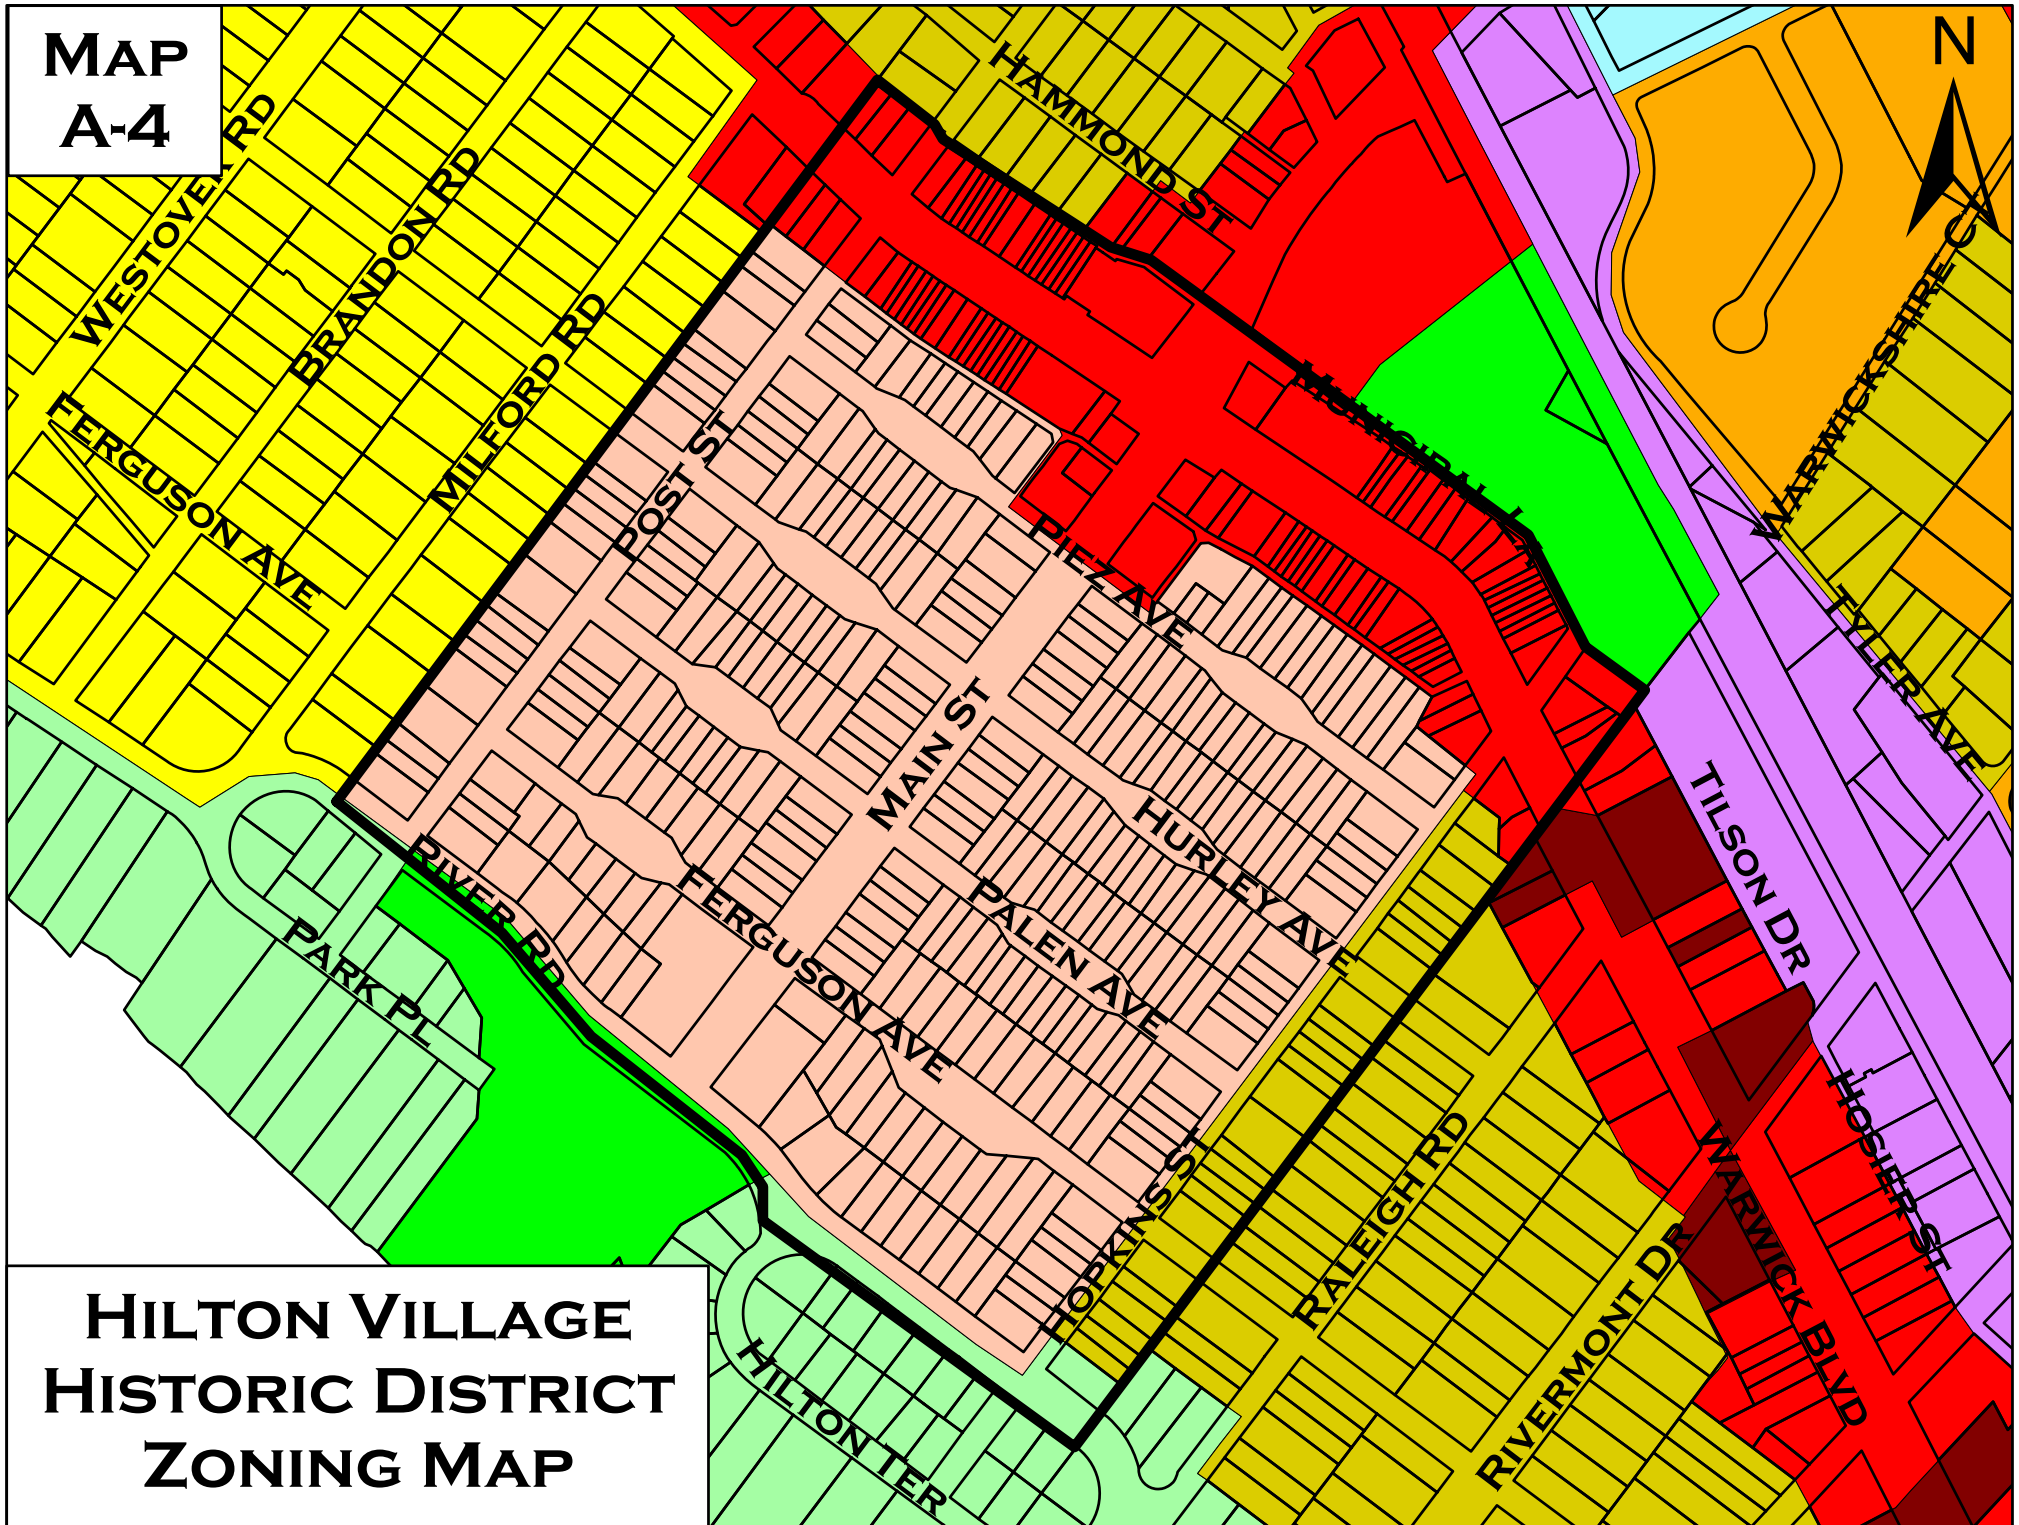 MAP
A-4
N
HAMMOND ST
WESTOVER RD
BRANDON RD
MILFORD RD
FERGUSON AVE
POST ST
MUNICIPAL LA
WARWICKSHIRE CT
PIEZ AVE
TYLER AVE
MAIN ST
HURLEY AVE
TILSON DR
RIVER RD
FERGUSON AVE
PALEN AVE
PARK PL
HOSIER ST
HOPKINS ST
RALEIGH RD
WARWICK BLVD
RIVERMONT DR
HILTON TER
HILTON VILLAGE
HISTORIC DISTRICT
ZONING MAP